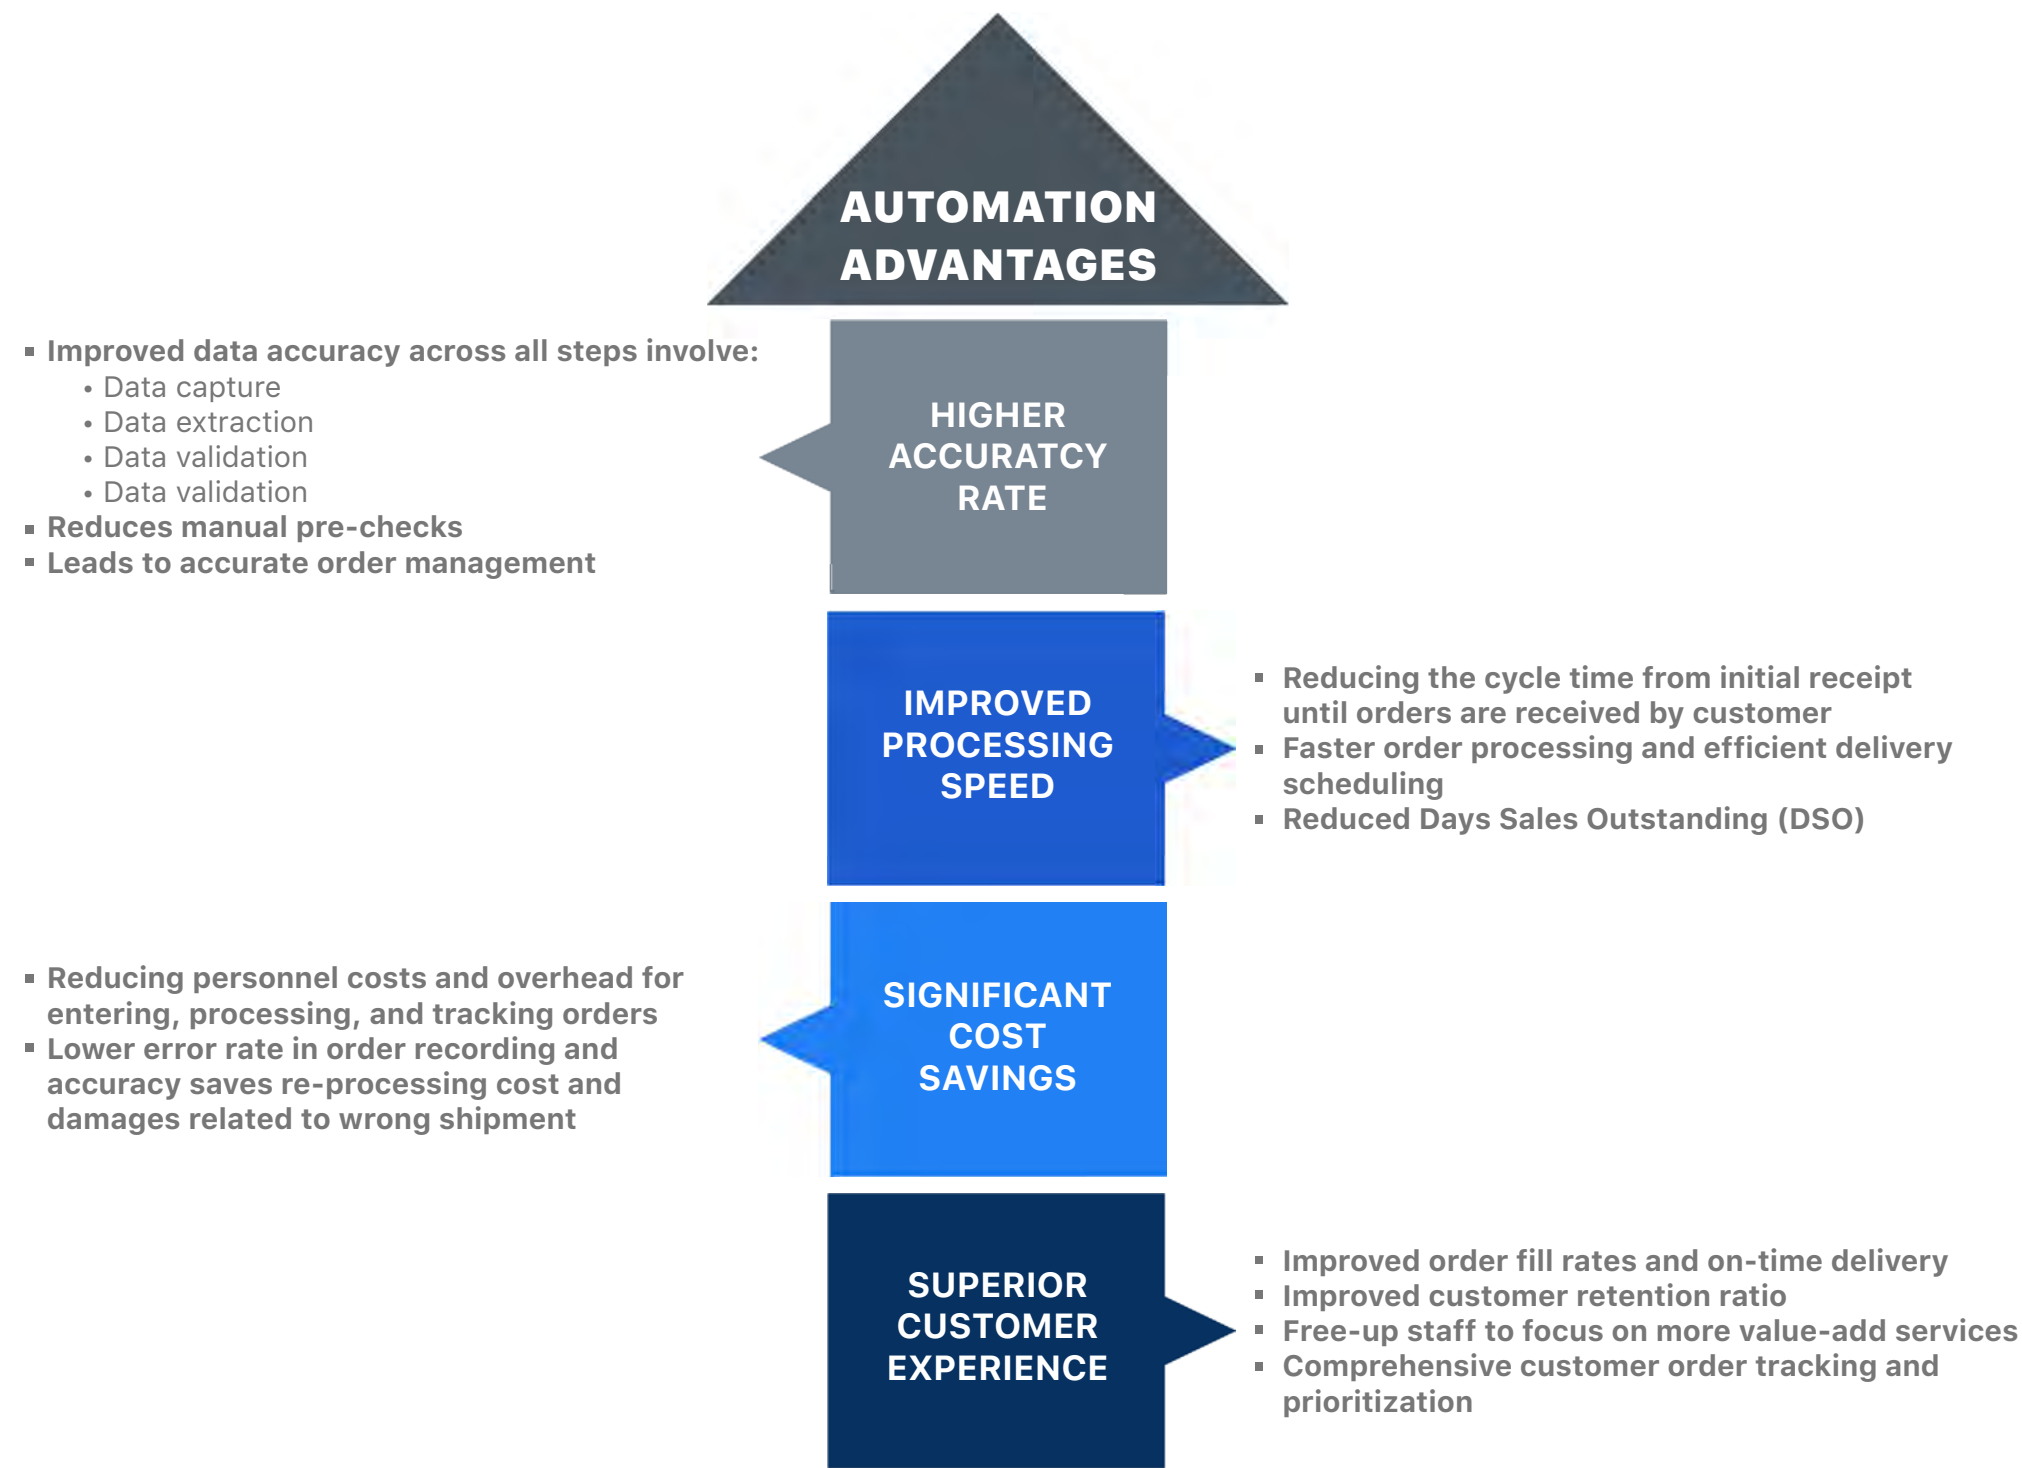 AUTOMATION
ADVANTAGES
▪ Improved data accuracy across all steps involve:
• Data capture
• Data extraction
• Data validation
• Data validation
▪ Reduces manual pre-checks
▪ Leads to accurate order management
HIGHER
ACCURATCY
RATE
IMPROVED
PROCESSING
SPEED
▪ Reducing the cycle time from initial receipt
until orders are received by customer
▪ Faster order processing and efficient delivery
scheduling
▪ Reduced Days Sales Outstanding (DSO)
▪ Reducing personnel costs and overhead for
entering, processing, and tracking orders
▪ Lower error rate in order recording and
accuracy saves re-processing cost and
damages related to wrong shipment
SIGNIFICANT
COST
SAVINGS
SUPERIOR
CUSTOMER
EXPERIENCE
▪ Improved order fill rates and on-time delivery
▪ Improved customer retention ratio
▪ Free-up staff to focus on more value-add services
▪ Comprehensive customer order tracking and
prioritization